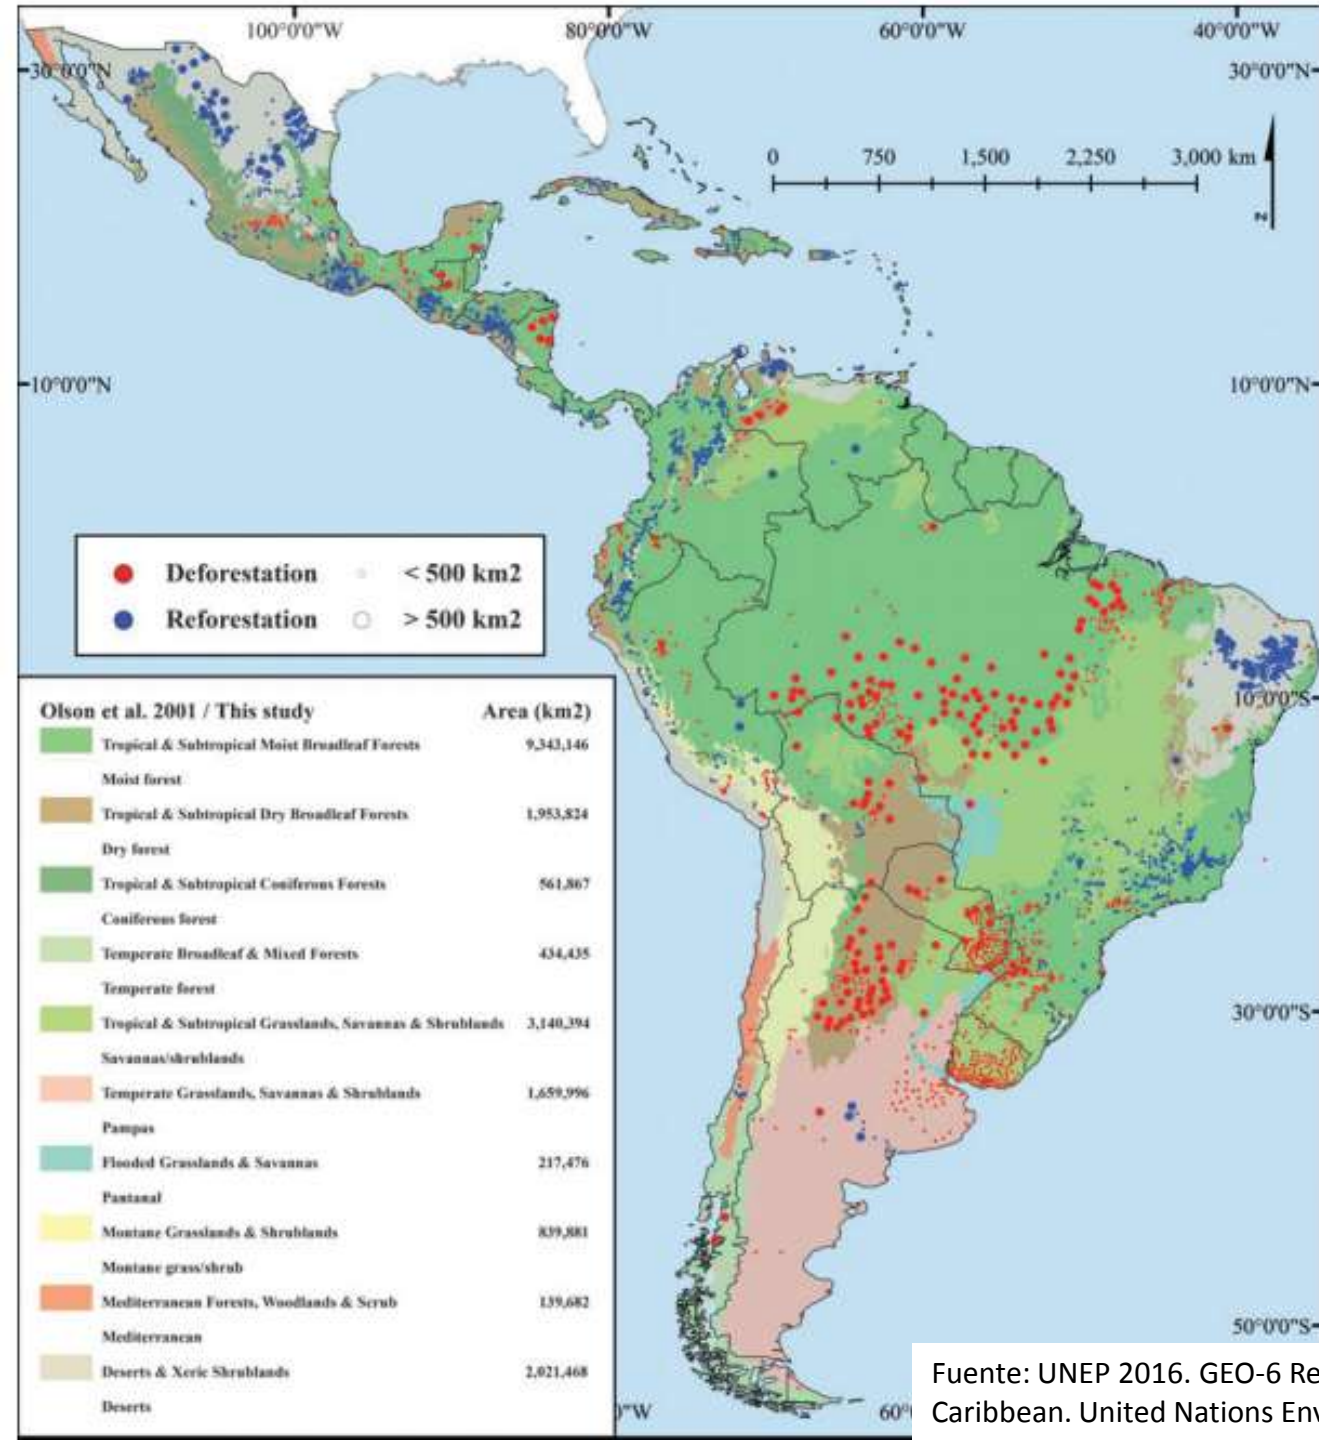 100°0'0"W 80°0'0"W 60°0'0"W 40°0'0"W
30°0'0"N 30°0'0"N
0 750 1,500 2,250 3,000 km
N
10°0'0"N 10°0'0"N
Deforestation < 500 km2
Reforestation > 500 km2
10°0'0"S
Olson et al. 2001 / This study Area (km2)
Tropical & Subtropical Moist Broadleaf Forests 9,343,146
Moist forest
Tropical & Subtropical Dry Broadleaf Forests 1,953,824
Dry forest
Tropical & Subtropical Coniferous Forests 561,867
Coniferous forest
Temperate Broadleaf & Mixed Forests 434,435
Temperate forest
Tropical & Subtropical Grasslands, Savannas & Shrublands 3,140,394
Savannas/shrublands
30°0'0"S
Temperate Grasslands, Savannas & Shrublands 1,659,996
Pampas
Flooded Grasslands & Savannas 217,476
Pantanal
Montane Grasslands & Shrublands 839,881
Montane grass/shrub
Mediterranean Forests, Woodlands & Scrub 139,682
Mediterranean
50°0'0"S
Deserts & Xeric Shrublands 2,021,468
Deserts
0"W 60°
Fuente: UNEP 2016. GEO-6 Re
Caribbean. United Nations Env